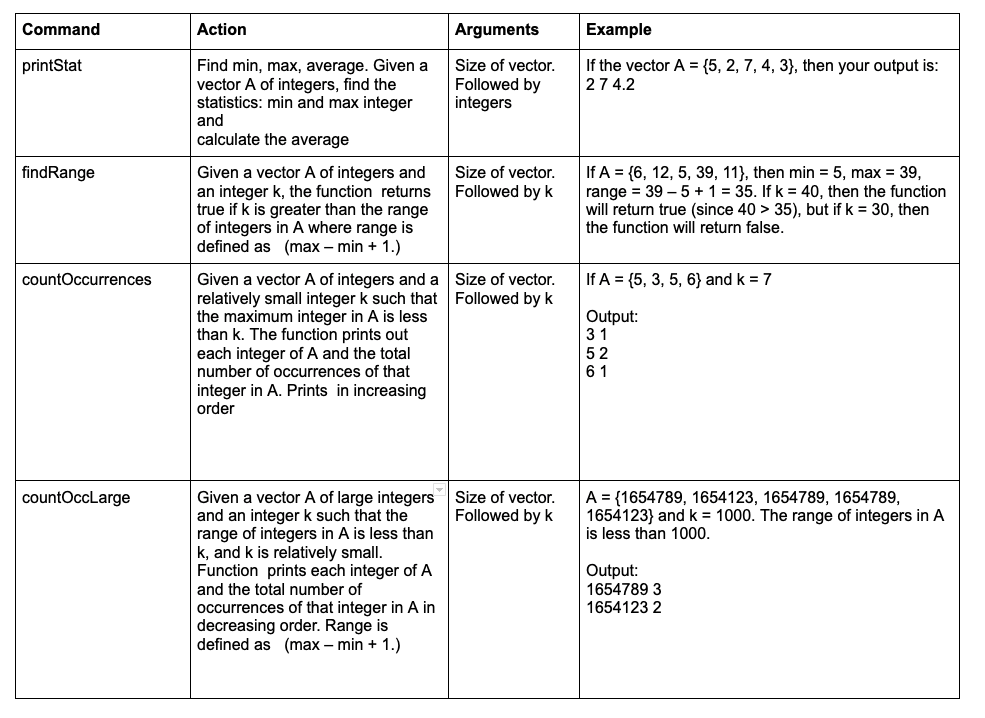 Command Action Arguments Example
printStat
Find min, max, average. Given a
vector A of integers, find the
statistics: min and max integer
and
calculate the average
Size of vector.
Followed by
integers
If the vector A = {5, 2, 7, 4, 3}, then your output is:
2 7 4.2
findRange
Given a vector A of integers and
an integer k, the function returns
true if k is greater than the range
of integers in A where range is
defined as (max – min + 1.)
Size of vector.
Followed by k
If A = {6, 12, 5, 39, 11}, then min = 5, max = 39,
range = 39 – 5 + 1 = 35. If k = 40, then the function
will return true (since 40 > 35), but if k = 30, then
the function will return false.
countOccurrences
Given a vector A of integers and a
relatively small integer k such that
the maximum integer in A is less
than k. The function prints out
each integer of A and the total
number of occurrences of that
integer in A. Prints in increasing
order
Size of vector.
Followed by k
If A = {5, 3, 5, 6} and k = 7
Output:
3 1
5 2
6 1
countOccLarge
Given a vector A of large integers
and an integer k such that the
range of integers in A is less than
k, and k is relatively small.
Function prints each integer of A
and the total number of
occurrences of that integer in A in
decreasing order. Range is
defined as (max – min + 1.)
Size of vector.
Followed by k
A = {1654789, 1654123, 1654789, 1654789,
1654123} and k = 1000. The range of integers in A
is less than 1000.
Output:
1654789 3
1654123 2